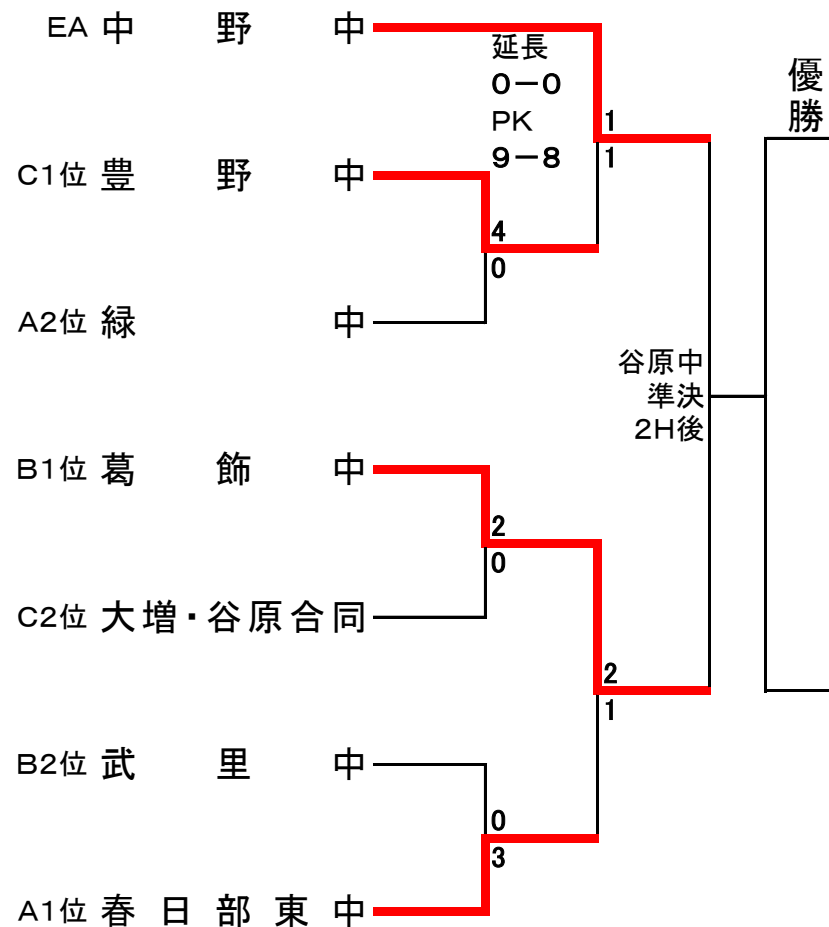 EA 中野中
延長
0-0
PK
9-8
優勝
1
1
C1位 豊野中
4
0
A2位 緑中
谷原中
準決
2H後
B1位 葛飾中
2
0
C2位 大増・谷原合同
2
1
B2位 武里中
0
3
A1位 春日部東中